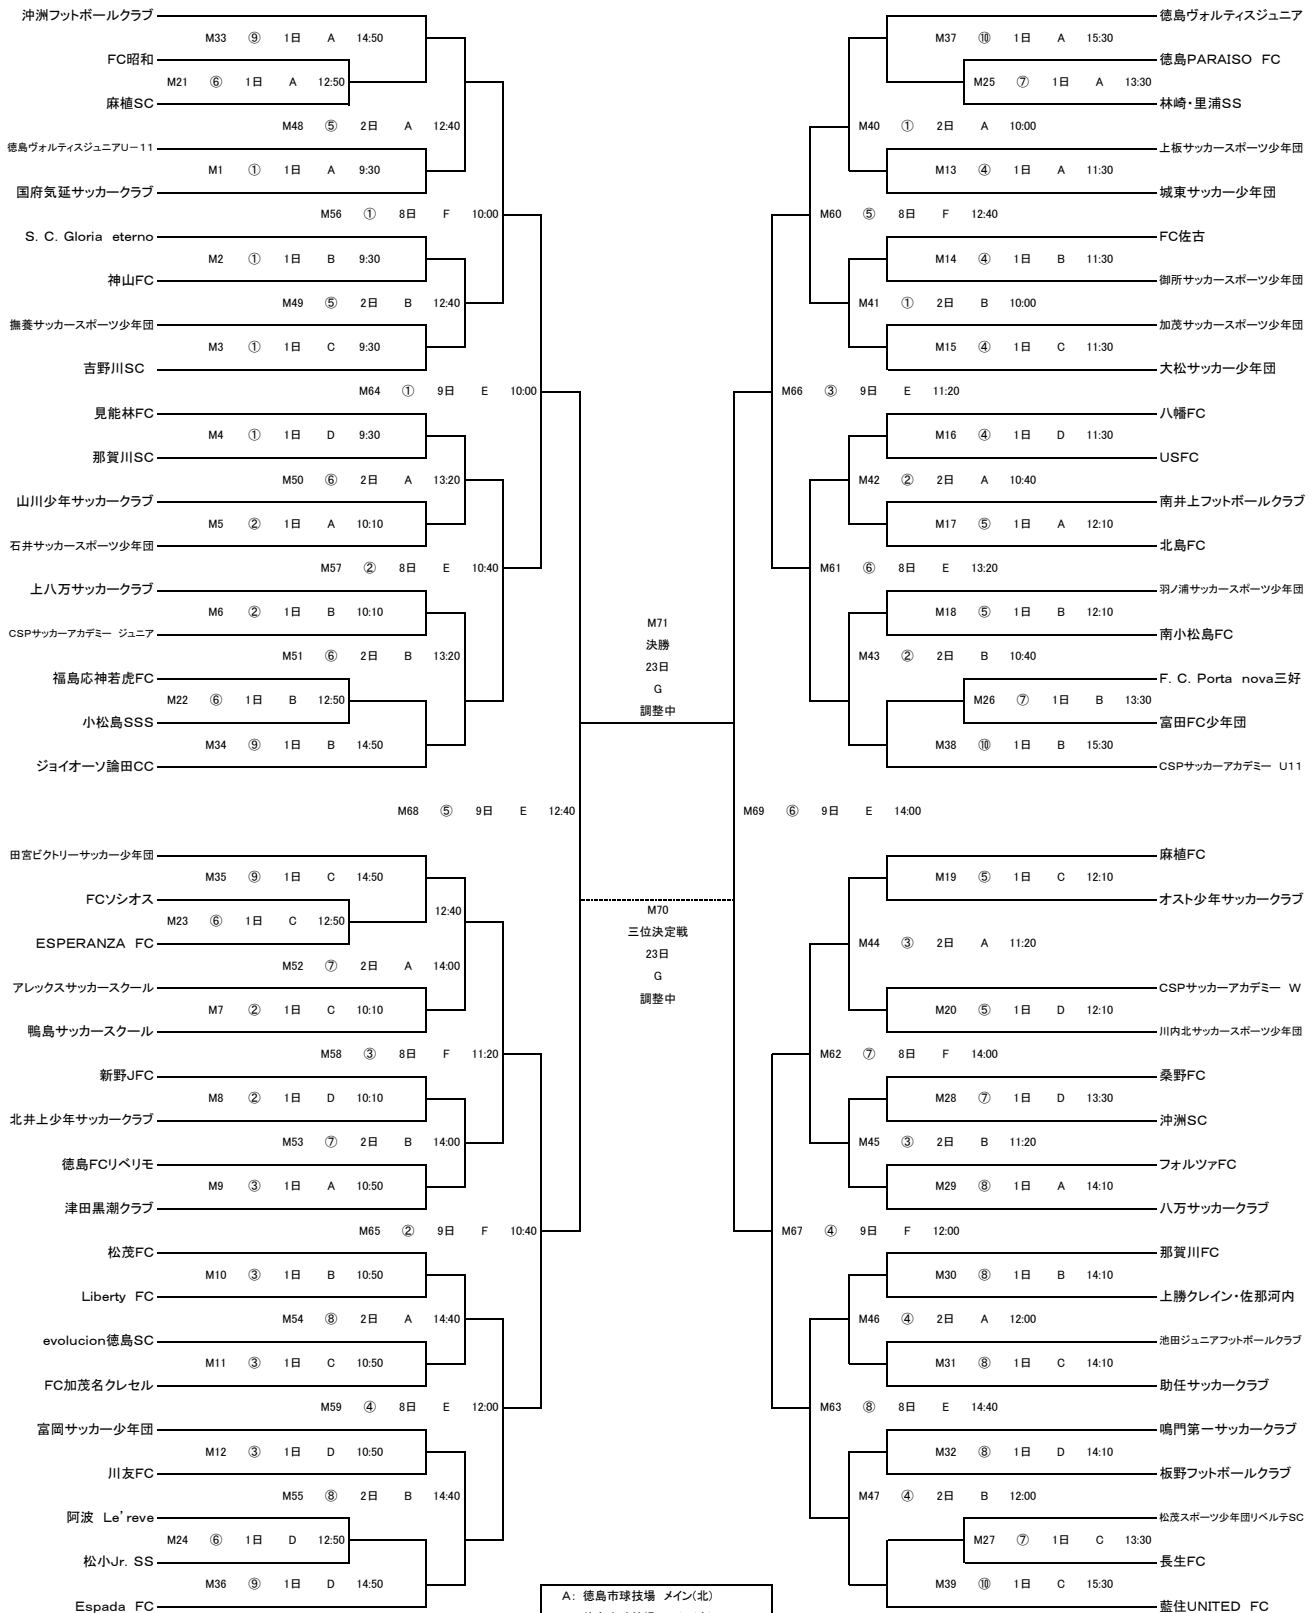 沖洲フットボールクラブ
M33 ⑨ 1日 A 14:50
FC昭和
M21 ⑥ 1日 A 12:50
麻植SC
M48 ⑤ 2日 A 12:40
徳島ヴォルティスジュニアU－11
M1 ① 1日 A 9:30
国府気延サッカークラブ
M56 ① 8日 F 10:00
S. C. Gloria eterno
M2 ① 1日 B 9:30
神山FC
M49 ⑤ 2日 B 12:40
撫養サッカースポーツ少年団
M3 ① 1日 C 9:30
吉野川SC
M64 ① 9日 E 10:00
見能林FC
M4 ① 1日 D 9:30
那賀川SC
M50 ⑥ 2日 A 13:20
山川少年サッカークラブ
M5 ② 1日 A 10:10
石井サッカースポーツ少年団
M57 ② 8日 E 10:40
上八万サッカークラブ
M6 ② 1日 B 10:10
CSPサッカーアカデミー ジュニア
M51 ⑥ 2日 B 13:20
福島応神若虎FC
M22 ⑥ 1日 B 12:50
小松島SSS
M34 ⑨ 1日 B 14:50
ジョイオーソ論田CC
M68 ⑤ 9日 E 12:40
田宮ビクトリーサッカー少年団
M35 ⑨ 1日 C 14:50
FCソシオス
12:40
M23 ⑥ 1日 C 12:50
ESPERANZA FC
M52 ⑦ 2日 A 14:00
アレックスサッカースクール
M7 ② 1日 C 10:10
鴨島サッカースクール
M58 ③ 8日 F 11:20
新野JFC
M8 ② 1日 D 10:10
北井上少年サッカークラブ
M53 ⑦ 2日 B 14:00
徳島FCリベリモ
M9 ③ 1日 A 10:50
津田黒潮クラブ
M65 ② 9日 F 10:40
松茂FC
M10 ③ 1日 B 10:50
Liberty FC
M54 ⑧ 2日 A 14:40
evolucion徳島SC
M11 ③ 1日 C 10:50
FC加茂名クレセル
M59 ④ 8日 E 12:00
富岡サッカー少年団
M12 ③ 1日 D 10:50
川友FC
M55 ⑧ 2日 B 14:40
阿波 Le'reve
M24 ⑥ 1日 D 12:50
松小Jr. SS
M36 ⑨ 1日 D 14:50
Espada FC
M71
決勝
23日
G
調整中
M70
三位決定戦
23日
G
調整中
A: 徳島市球技場 メイン(北)
徳島ヴォルティスジュニア
M37 ⑩ 1日 A 15:30
徳島PARAISO FC
M25 ⑦ 1日 A 13:30
林崎・里浦SS
M40 ① 2日 A 10:00
上板サッカースポーツ少年団
M13 ④ 1日 A 11:30
城東サッカー少年団
M60 ⑤ 8日 F 12:40
FC佐古
M14 ④ 1日 B 11:30
御所サッカースポーツ少年団
M41 ① 2日 B 10:00
加茂サッカースポーツ少年団
M15 ④ 1日 C 11:30
大松サッカー少年団
M66 ③ 9日 E 11:20
八幡FC
M16 ④ 1日 D 11:30
USFC
M42 ② 2日 A 10:40
南井上フットボールクラブ
M17 ⑤ 1日 A 12:10
北島FC
M61 ⑥ 8日 E 13:20
羽ノ浦サッカースポーツ少年団
M18 ⑤ 1日 B 12:10
南小松島FC
M43 ② 2日 B 10:40
F. C. Porta nova三好
M26 ⑦ 1日 B 13:30
富田FC少年団
M38 ⑩ 1日 B 15:30
CSPサッカーアカデミー U11
M69 ⑥ 9日 E 14:00
麻植FC
M19 ⑤ 1日 C 12:10
オスト少年サッカークラブ
M44 ③ 2日 A 11:20
CSPサッカーアカデミー W
M20 ⑤ 1日 D 12:10
川内北サッカースポーツ少年団
M62 ⑦ 8日 F 14:00
桑野FC
M28 ⑦ 1日 D 13:30
沖洲SC
M45 ③ 2日 B 11:20
フォルツァFC
M29 ⑧ 1日 A 14:10
八万サッカークラブ
M67 ④ 9日 F 12:00
那賀川FC
M30 ⑧ 1日 B 14:10
上勝クレイン・佐那河内
M46 ④ 2日 A 12:00
池田ジュニアフットボールクラブ
M31 ⑧ 1日 C 14:10
助任サッカークラブ
M63 ⑧ 8日 E 14:40
鳴門第一サッカークラブ
M32 ⑧ 1日 D 14:10
板野フットボールクラブ
M47 ④ 2日 B 12:00
松茂スポーツ少年団リベルテSC
M27 ⑦ 1日 C 13:30
長生FC
M39 ⑩ 1日 C 15:30
藍住UNITED FC